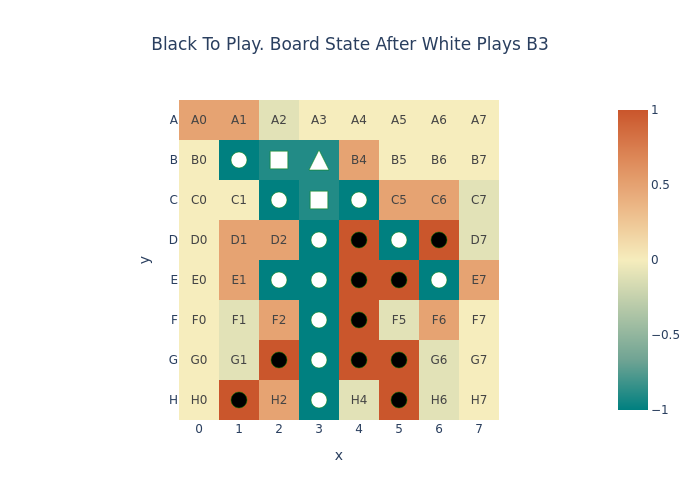 Black To Play. Board State After White Plays B3
A A0 A1 A2 A3 A4 A5 A6 A7
B B0 B4 B5 B6 B7
C C0 C1 C5 C6 C7
D D0 D1 D2 D7
E E0 E1 E7
F F0 F1 F2 F5 F6 F7
G G0 G1 G6 G7
H H0 H2 H4 H6 H7
0 1 2 3 4 5 6 7
x
y
1
0.5
0
−0.5
−1